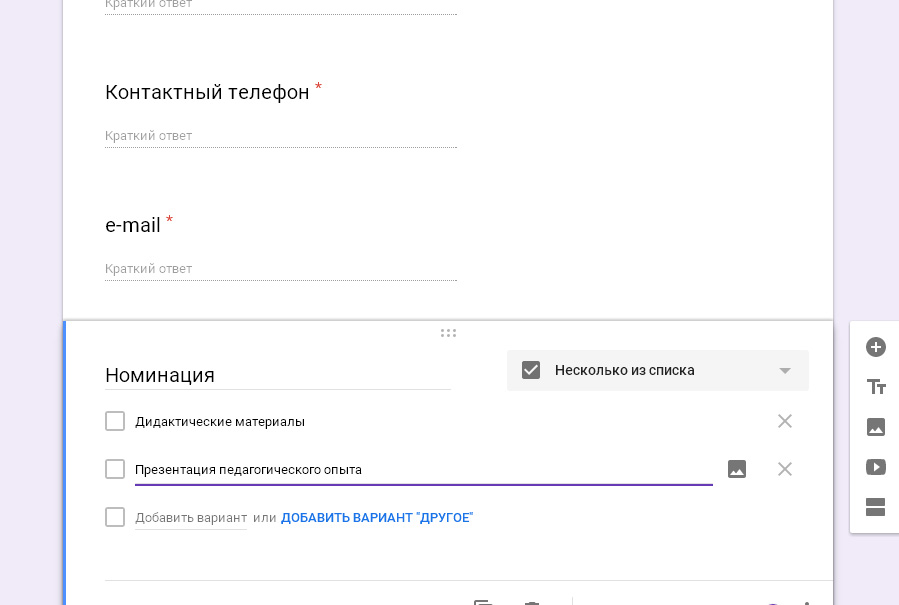 Краткий ответ
Контактный телефон *
Краткий ответ
e-mail *
Краткий ответ
Номинация
Несколько из списка
Дидактические материалы
Презентация педагогического опыта
Добавить вариант или ДОБАВИТЬ ВАРИАНТ "ДРУГОЕ"